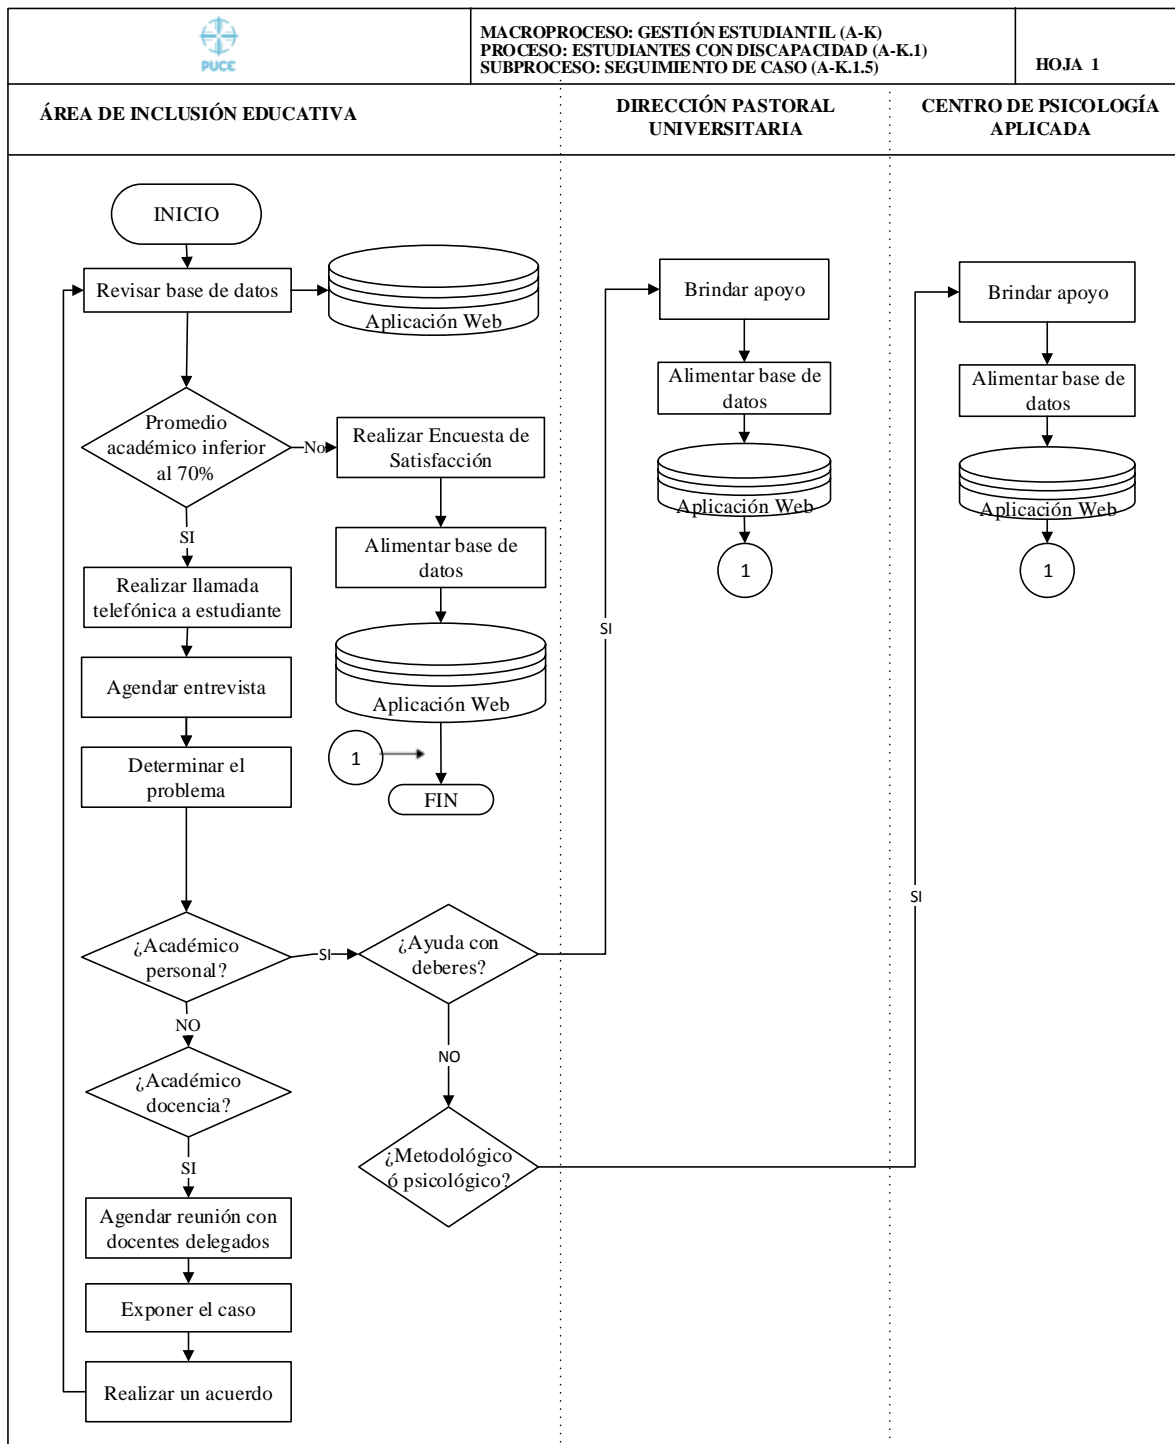 PUCE
MACROPROCESO: GESTIÓN ESTUDIANTIL (A-K)
PROCESO: ESTUDIANTES CON DISCAPACIDAD (A-K.1)
SUBPROCESO: SEGUIMIENTO DE CASO (A-K.1.5)
HOJA 1
ÁREA DE INCLUSIÓN EDUCATIVA
DIRECCIÓN PASTORAL
UNIVERSITARIA
CENTRO DE PSICOLOGÍA
APLICADA
INICIO
Revisar base de datos
Aplicación Web
Promedio
académico inferior
al 70%
No
Realizar Encuesta de
Satisfacción
SI
Alimentar base de
datos
Realizar llamada
telefónica a estudiante
Agendar entrevista
Aplicación Web
Determinar el
problema
1
FIN
¿Académico
personal?
SI
¿Ayuda con
deberes?
NO
NO
¿Académico
docencia?
¿Metodológico
ó psicológico?
SI
Agendar reunión con
docentes delegados
Exponer el caso
Realizar un acuerdo
SI
Brindar apoyo
Alimentar base de
datos
Aplicación Web
1
SI
Brindar apoyo
Alimentar base de
datos
Aplicación Web
1